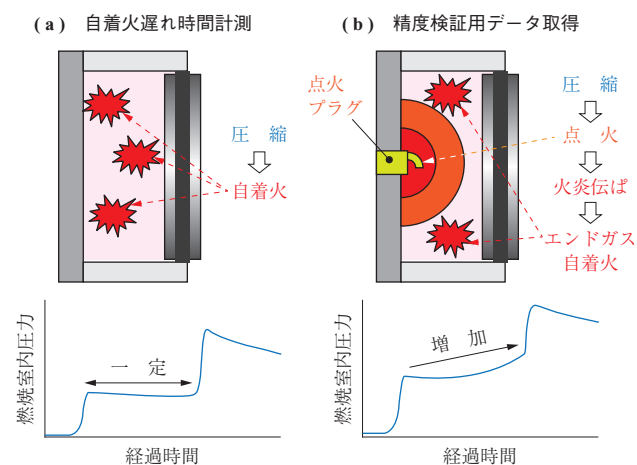 (a) 自着火遅れ時間計測
圧 縮
自着火
燃焼室内圧力
一 定
経過時間
(b) 精度検証用データ取得
点火
プラグ
圧 縮
点 火
火炎伝ぱ
エンドガス
自着火
燃焼室内圧力
増 加
経過時間